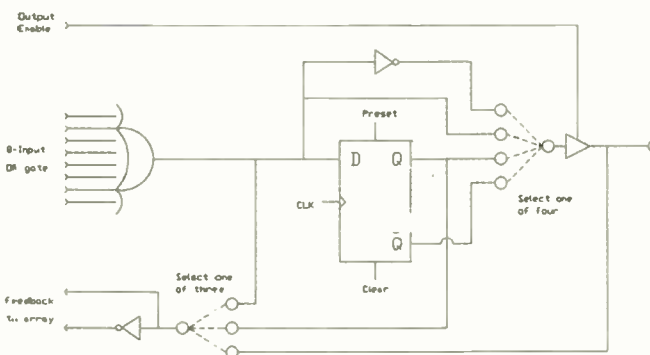 Output
Enable
Preset
8-Input
OR gate
D Q
CLK
Q
Select one
of four
Clear
Select one
of three
Feedback
to array